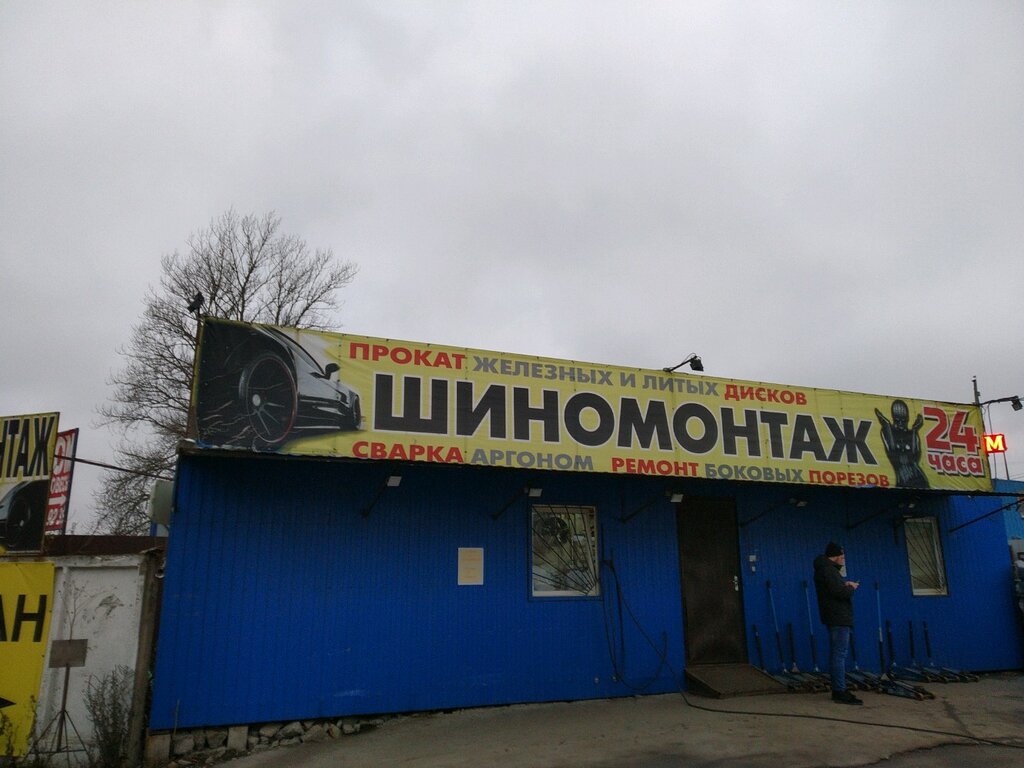 ПРОКАТ ЖЕЛЕЗНЫХ И ЛИТЫХ ДИСКОВ
ШИНОМОНТАЖ
24
часа
СВАРКА АРГОНОМ РЕМОНТ БОКОВЫХ ПОРЕЗОВ
М
НТАЖ
АН